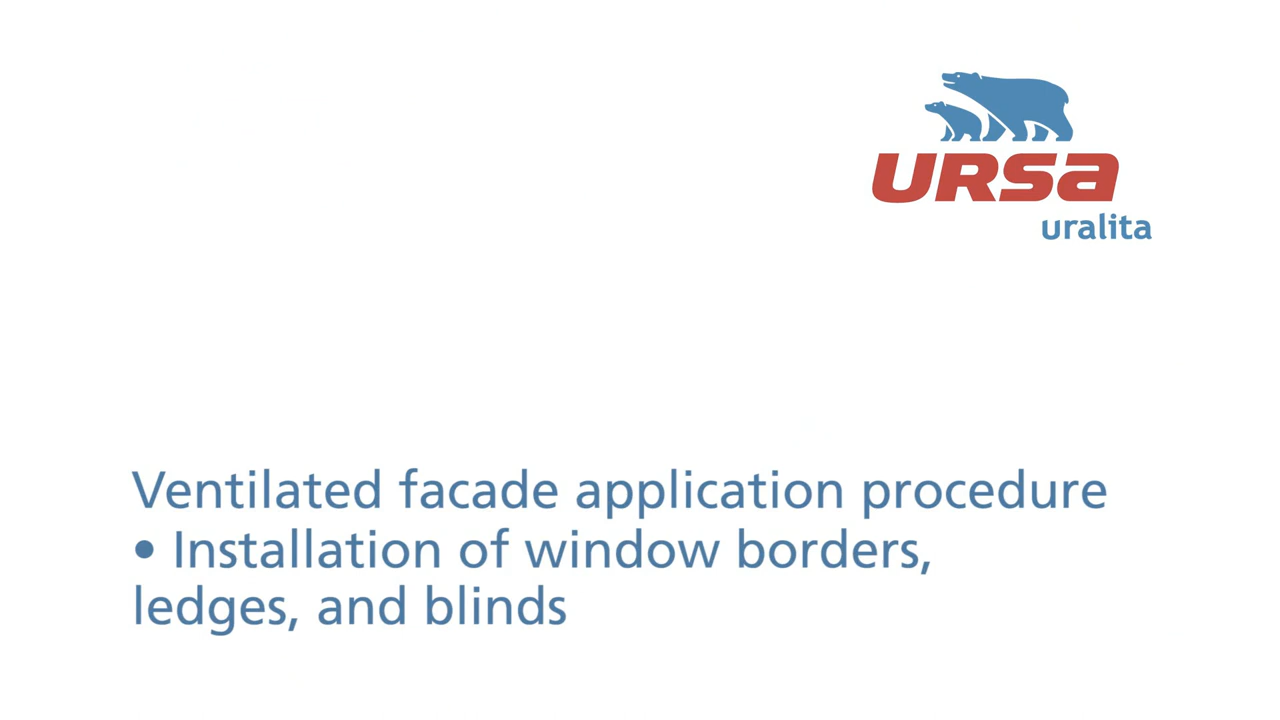 URSA
uralita
Ventilated facade application procedure
• Installation of window borders,
ledges, and blinds